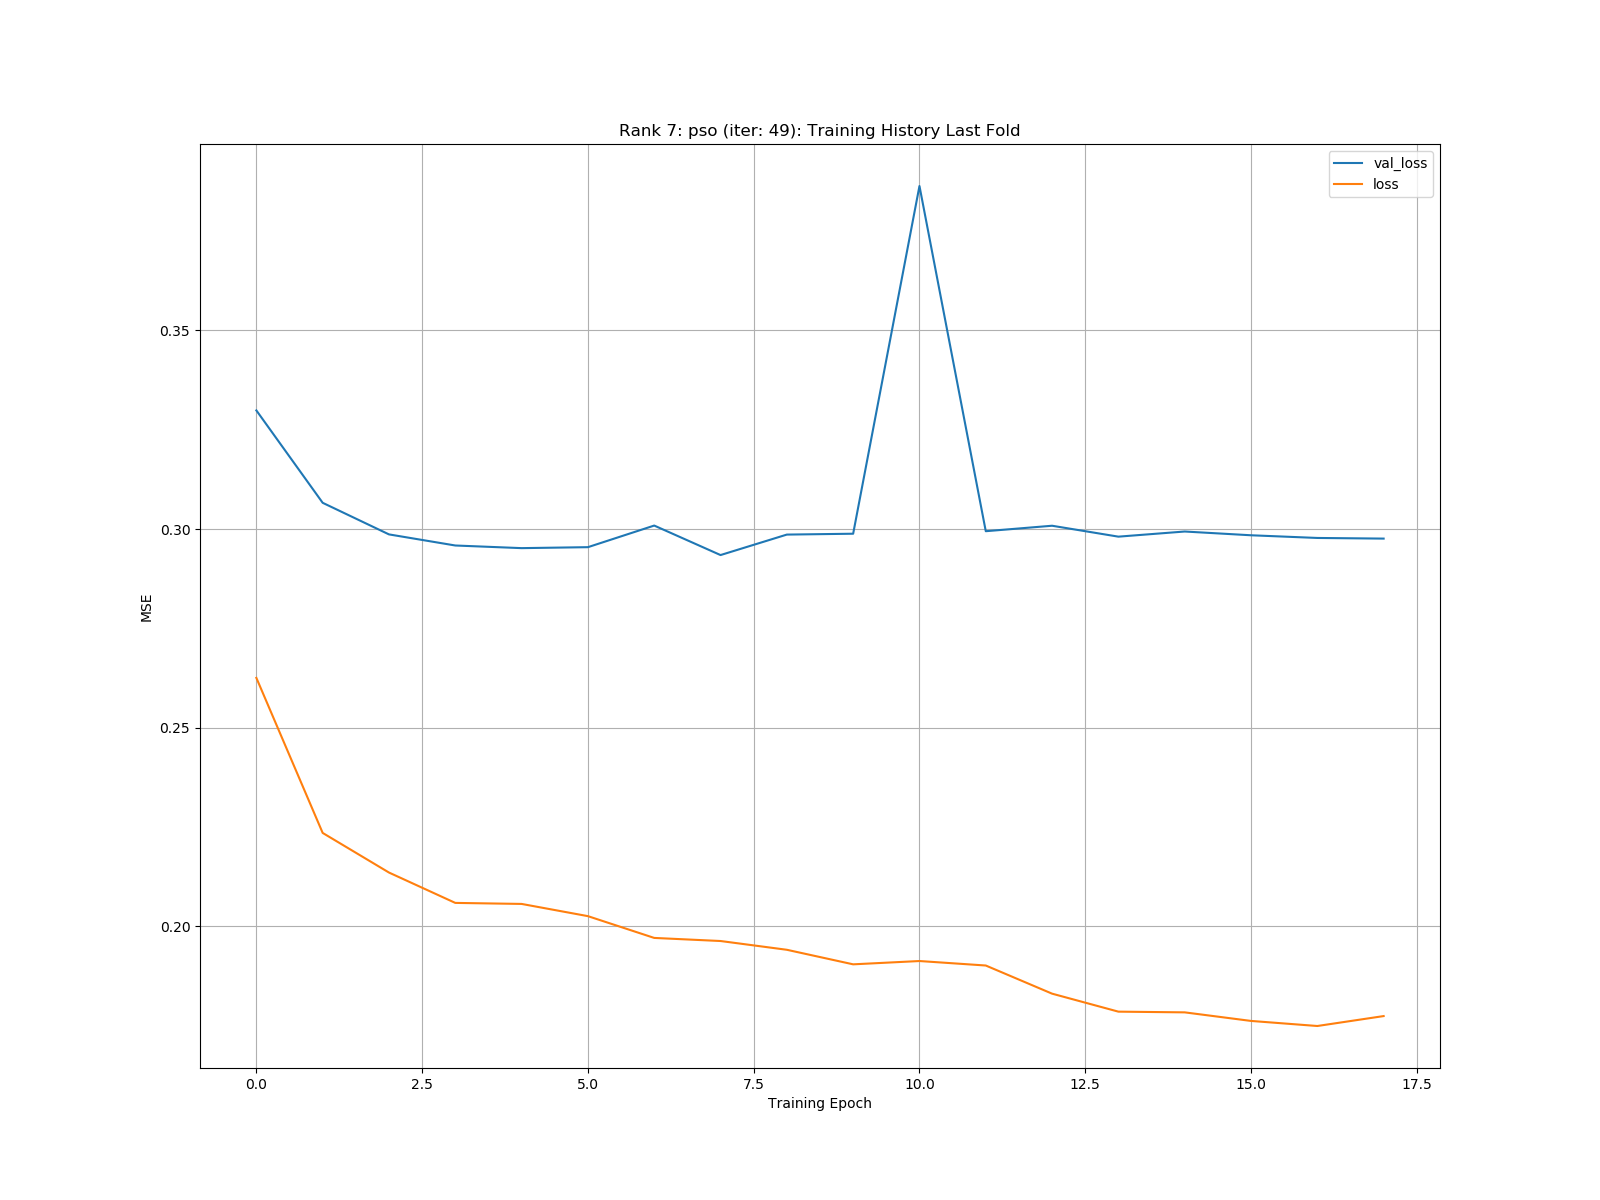 Rank 7: pso (iter: 49): Training History Last Fold
val_loss
loss
0.35
0.30
0.25
0.20
MSE
0.0 2.5 5.0 7.5 10.0 12.5 15.0 17.5
Training Epoch